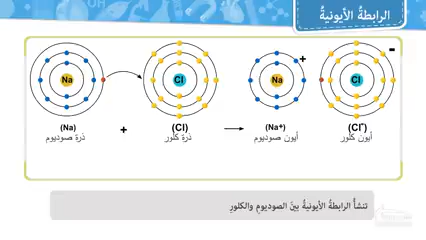 الرابطةُ الأيونيةُ
Na
Cl
Na
+
Cl
-
(Na) + (Cl) (Na⁺) (Cl⁻)
ذرة صوديوم ذرة كلور أيون صوديوم أيون كلور
تنشأُ الرابطةُ الأيونيةُ بينَ الصوديومِ والكلورِ